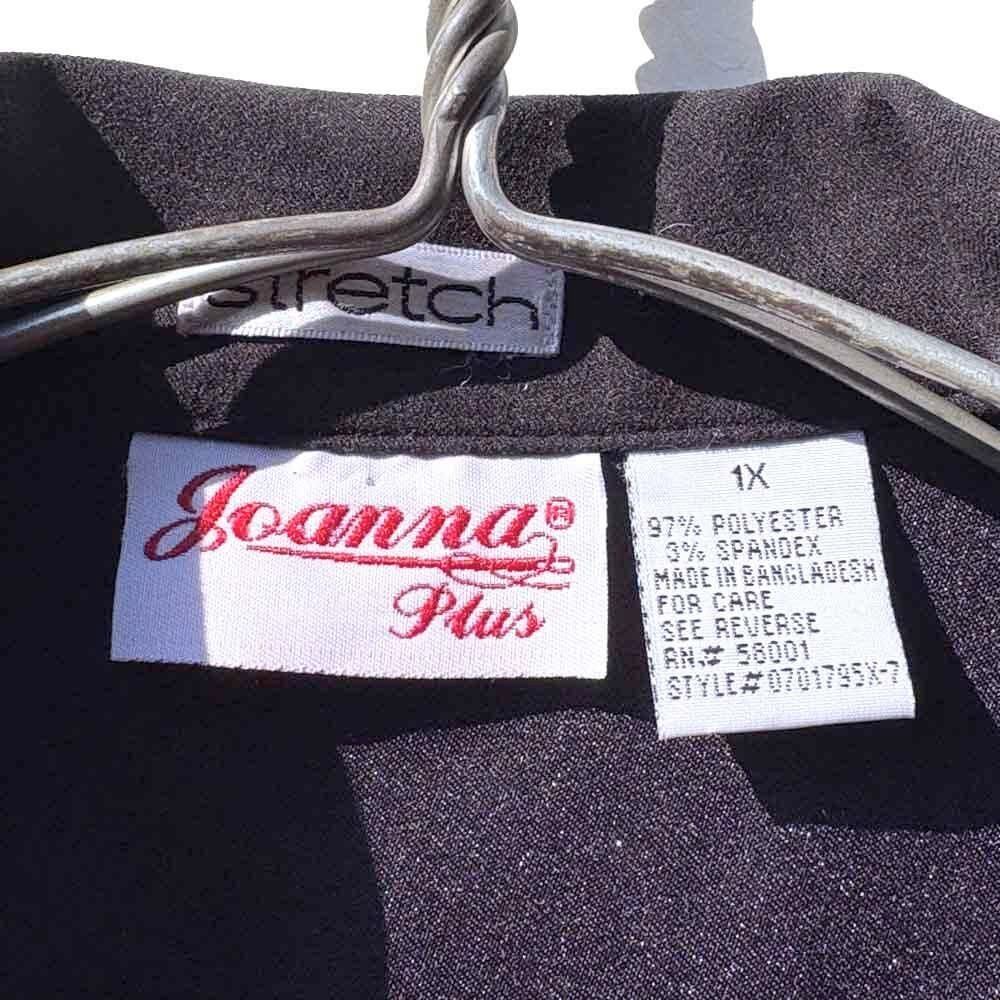 stretch
Joanna®
Plus
1X
97% POLYESTER
3% SPANDEX
MADE IN BANGLADESH
FOR CARE
SEE REVERSE
RN.# 58001
STYLE# 0701795X-7